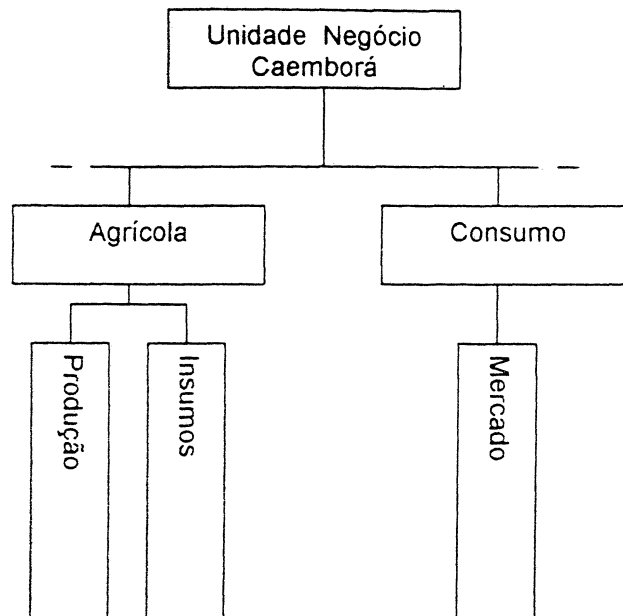 Unidade Negócio
Caemborá
Agrícola
Consumo
Produção
Insumos
Mercado